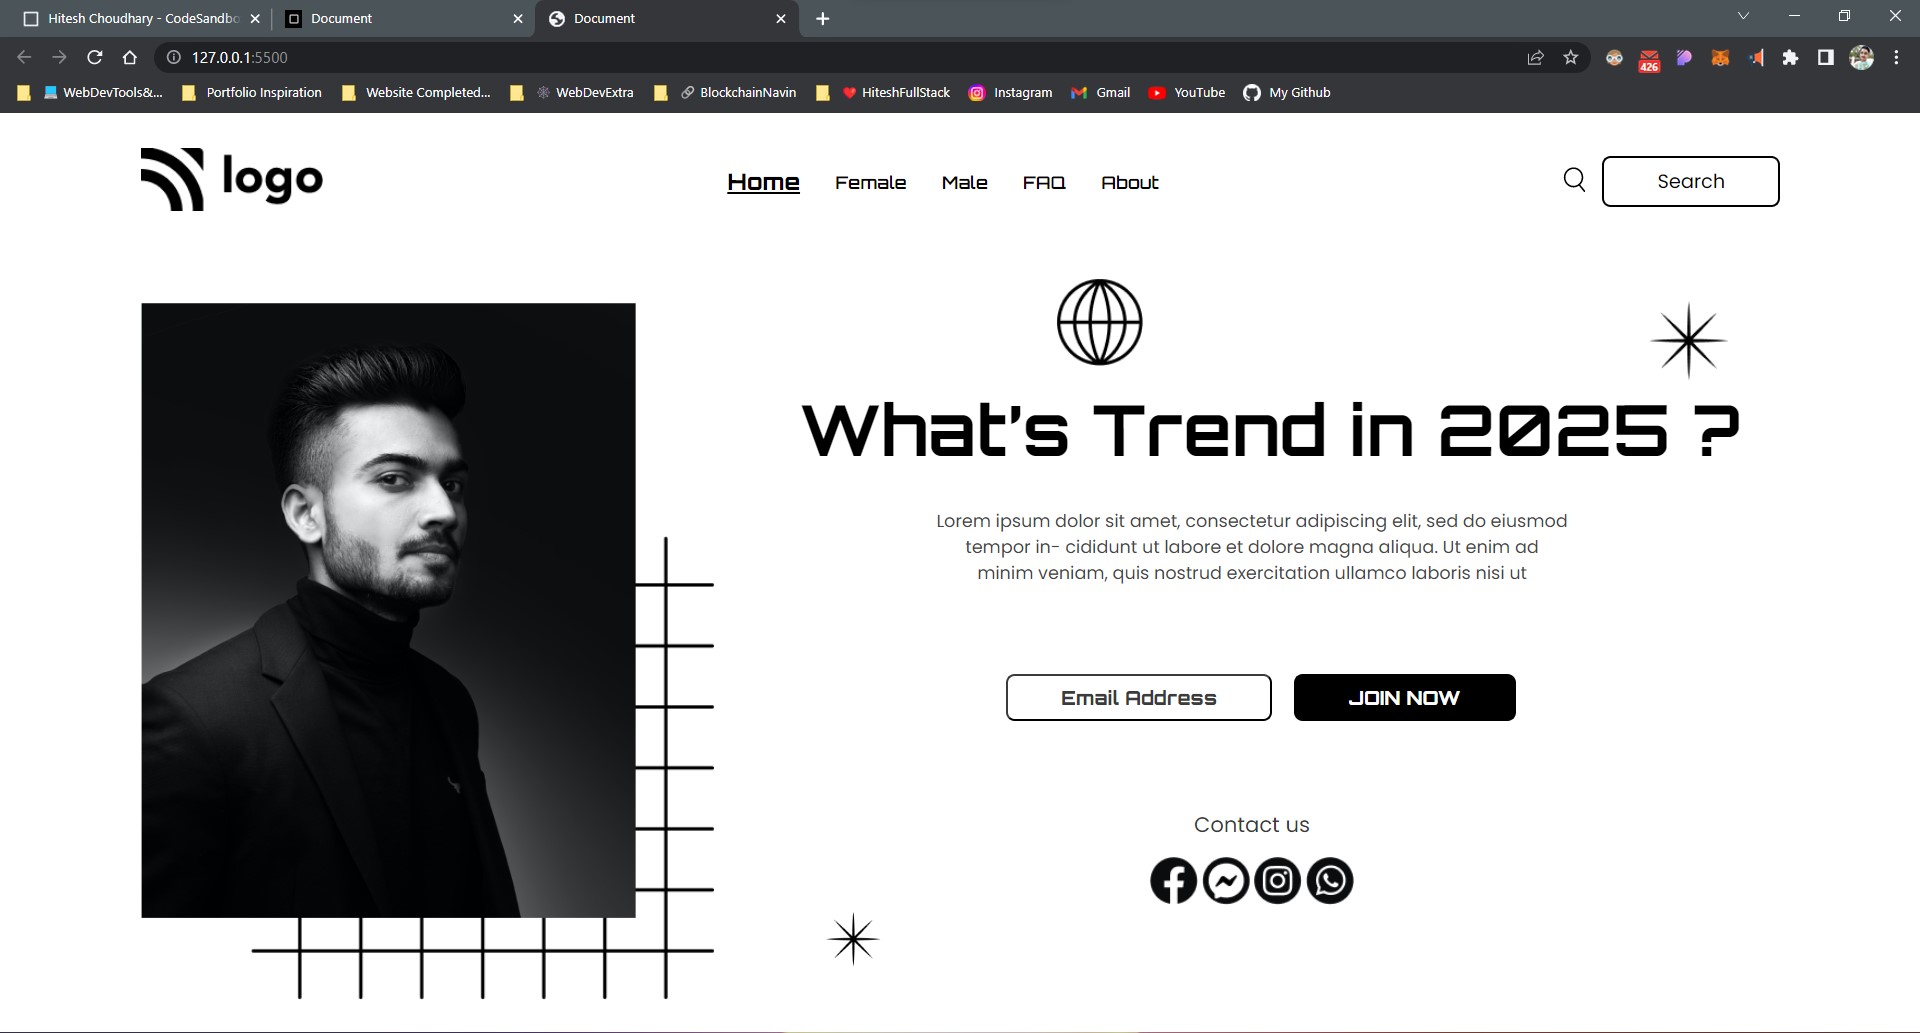 Hitesh Choudhary - CodeSandbo
Document
Document
127.0.0.1:5500
426
WebDevTools&...
Portfolio Inspiration
Website Completed...
WebDevExtra
BlockchainNavin
HiteshFullStack
Instagram
Gmail
YouTube
My Github
logo
Home
Female
Male
FAQ
About
Search
What's Trend in 2025 ?
Lorem ipsum dolor sit amet, consectetur adipiscing elit, sed do eiusmod
tempor in- cididunt ut labore et dolore magna aliqua. Ut enim ad
minim veniam, quis nostrud exercitation ullamco laboris nisi ut
Email Address
JOIN NOW
Contact us